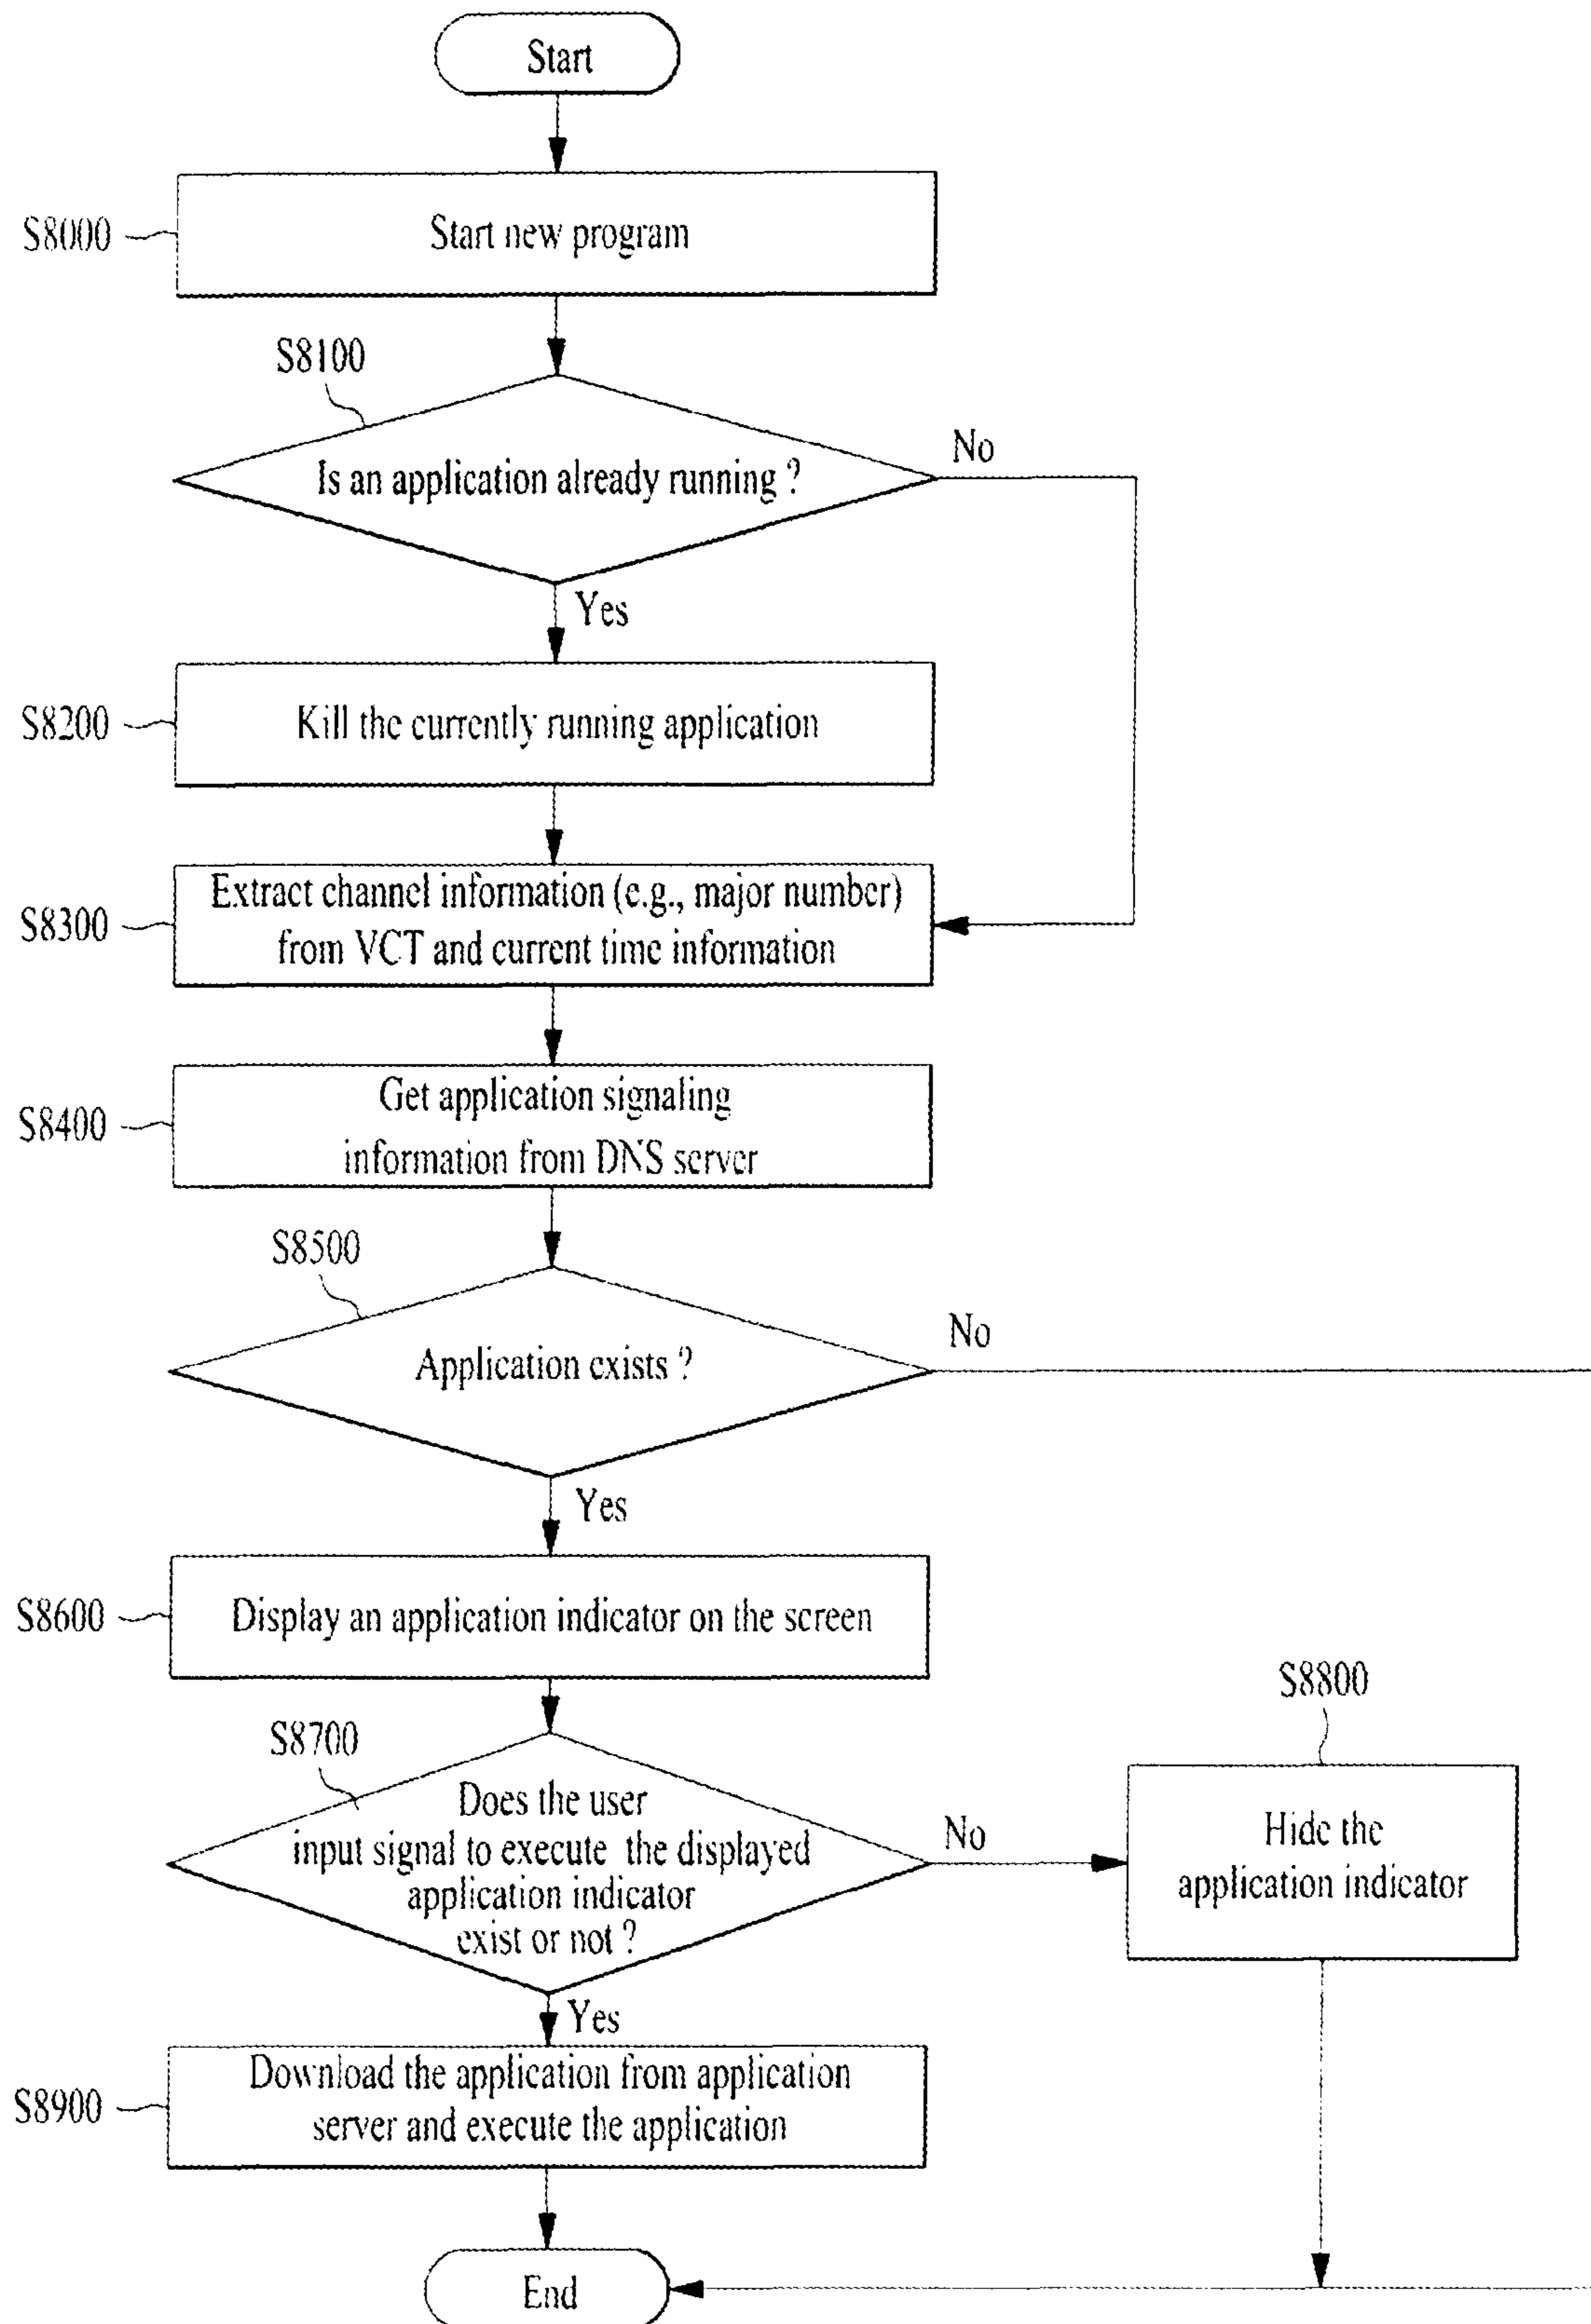 Start
S8000
Start new program
S8100
Is an application already running ?
No
Yes
S8200
Kill the currently running application
S8300
Extract channel information (e.g., major number)
from VCT and current time information
S8400
Get application signaling
information from DNS server
S8500
Application exists ?
No
Yes
S8600
Display an application indicator on the screen
S8700
Does the user
input signal to execute the displayed
application indicator
exist or not ?
No
S8800
Hide the
application indicator
Yes
S8900
Download the application from application
server and execute the application
End